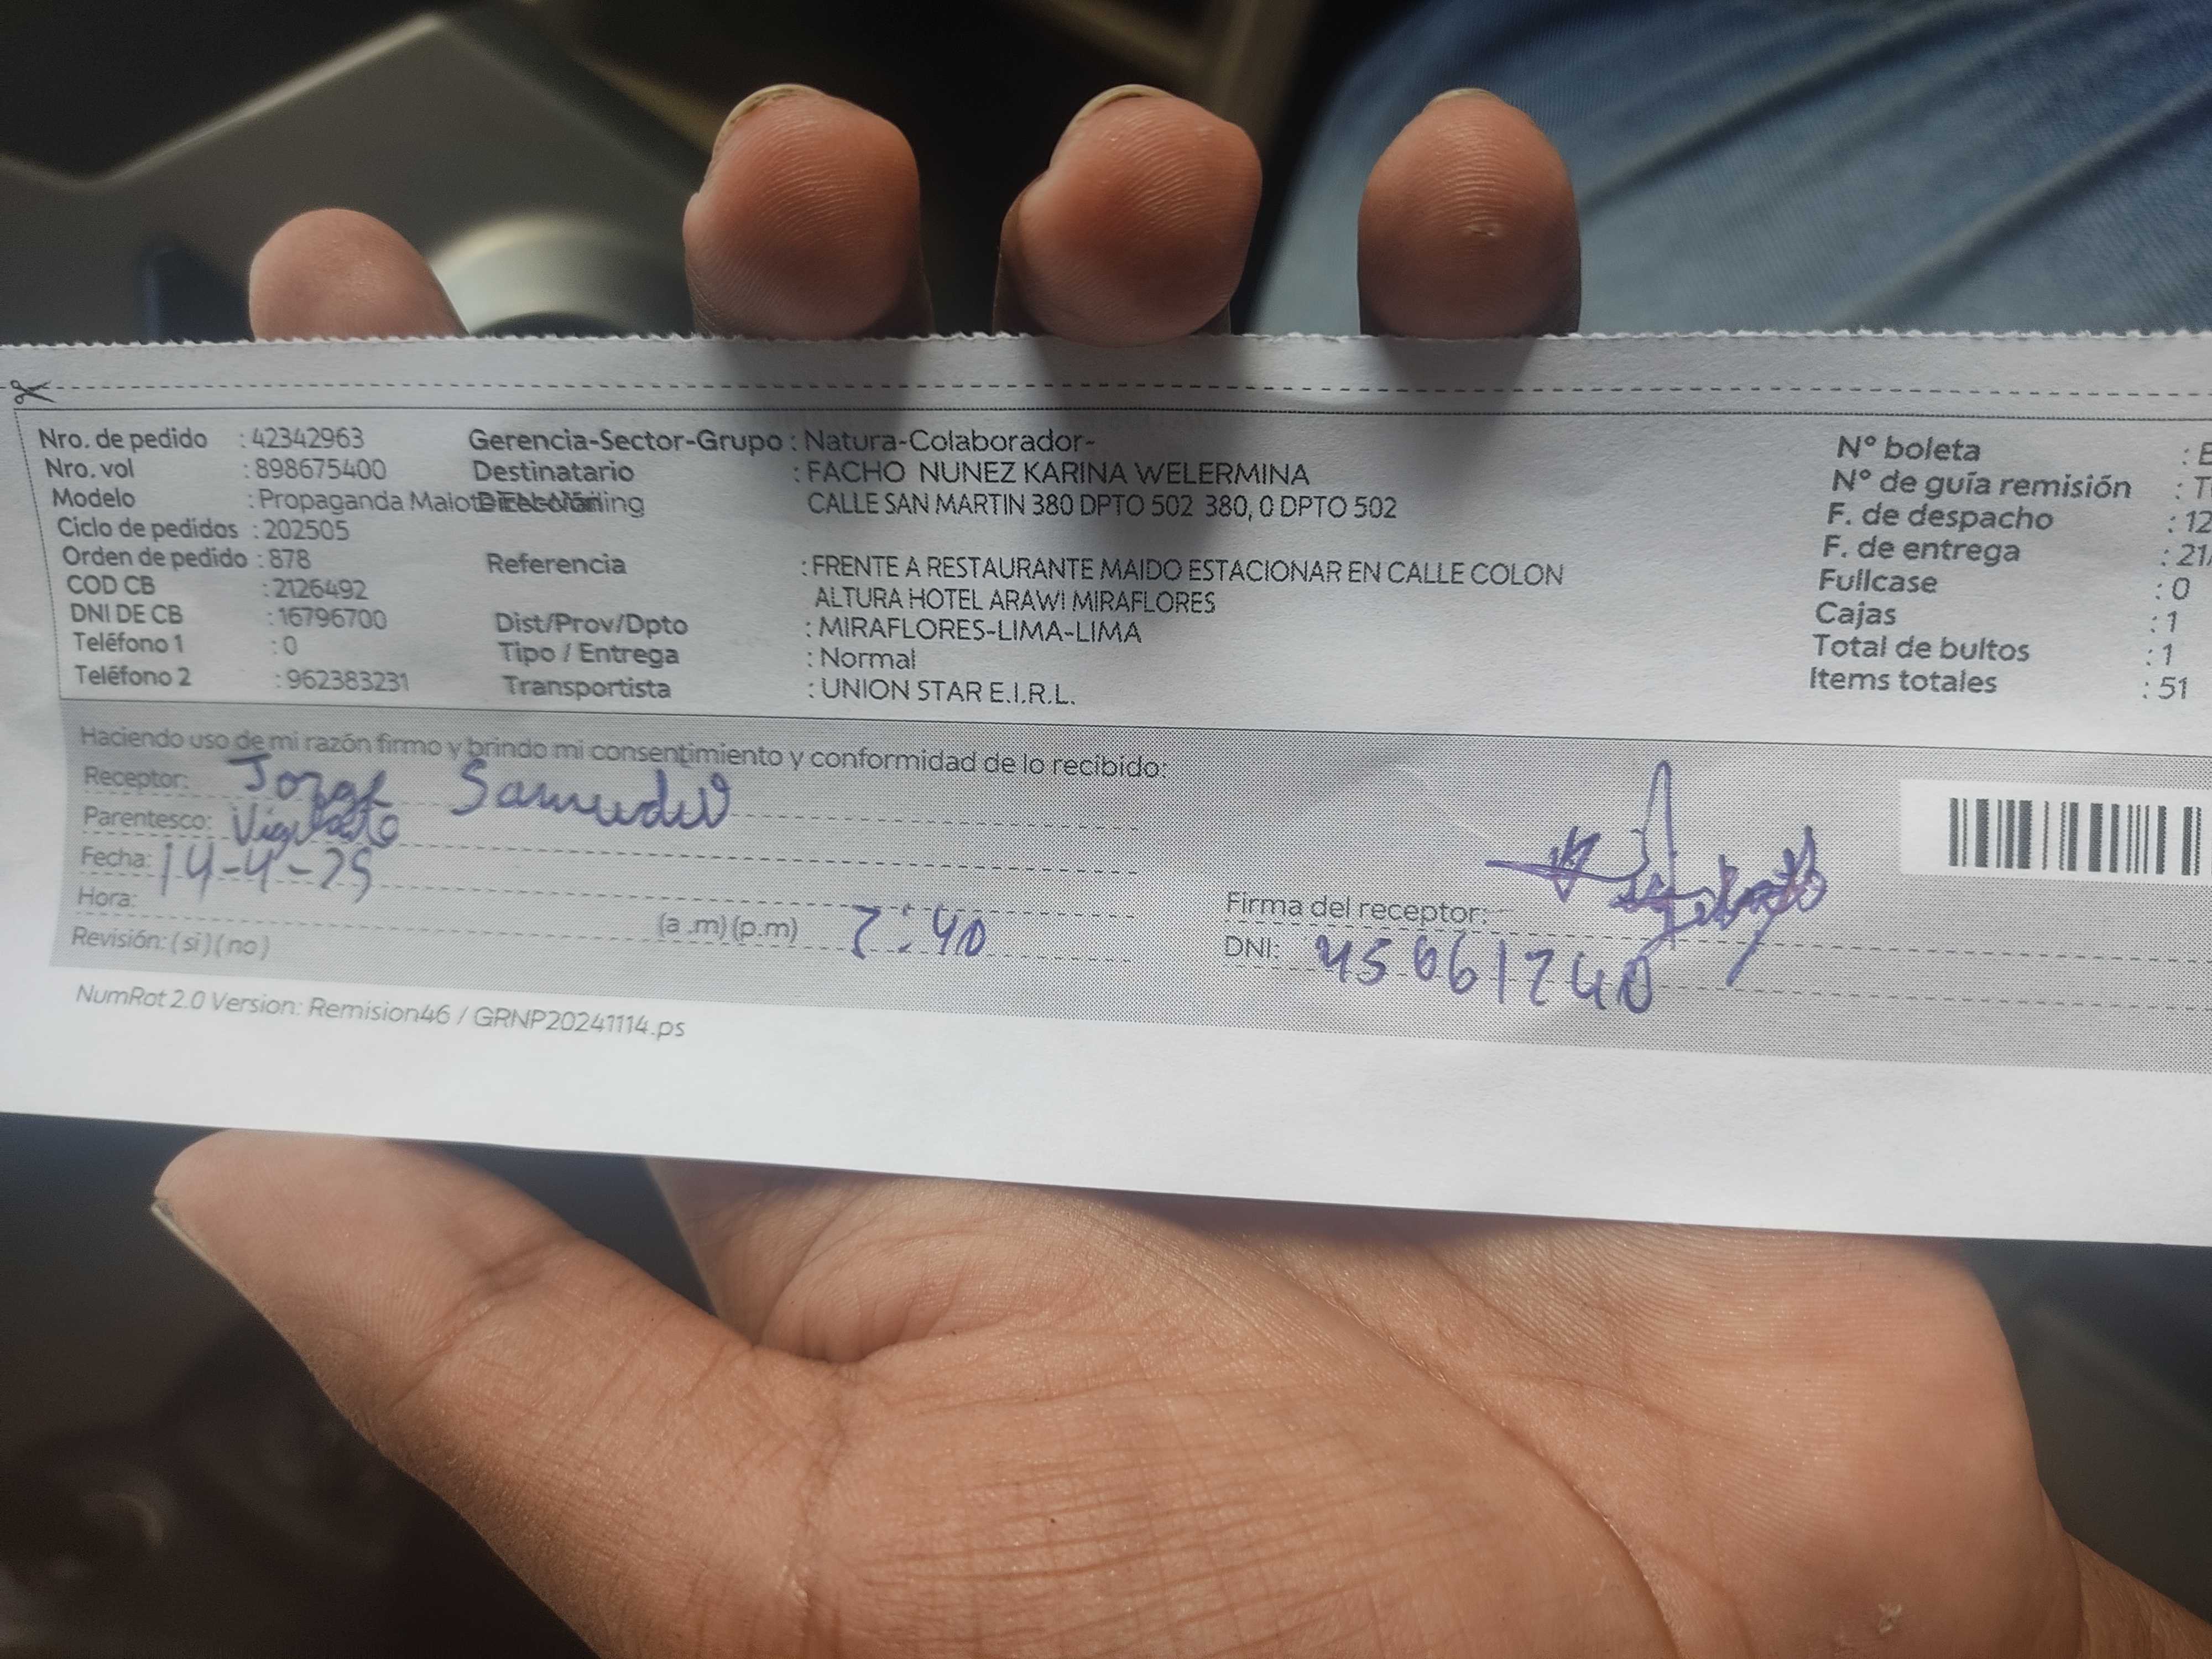 Nro. de pedido : 42342963 Gerencia-Sector-Grupo : Natura-Colaborador- N° boleta : E
Nro. vol : 898675400 Destinatario : FACHO NUNEZ KARINA WELERMINA N° de guía remisión : T
Modelo : Propaganda CALLE SAN MARTIN 380 DPTO 502 380, 0 DPTO 502 F. de despacho : 12
Ciclo de pedidos : 202505 F. de entrega : 21/
Orden de pedido : 878 Referencia : FRENTE A RESTAURANTE MAIDO ESTACIONAR EN CALLE COLON Fullcase : 0
COD CB : 2126492 ALTURA HOTEL ARAWI MIRAFLORES Cajas : 1
DNI DE CB : 16796700 Dist/Prov/Dpto : MIRAFLORES-LIMA-LIMA Total de bultos : 1
Teléfono 1 : 0 Tipo / Entrega : Normal Items totales : 51
Teléfono 2 : 962383231 Transportista : UNION STAR E.I.R.L.
Haciendo uso de mi razón firmo y brindo mi consentimiento y conformidad de lo recibido:
Receptor: Jorge Samudio
Parentesco: Vigilante
Fecha: 14-4-25
Hora: (a .m) (p.m) 2:40 Firma del receptor:
Revisión: ( si ) ( no ) DNI: 45661240
NumRot 2.0 Version: Remision46 / GRNP20241114.ps